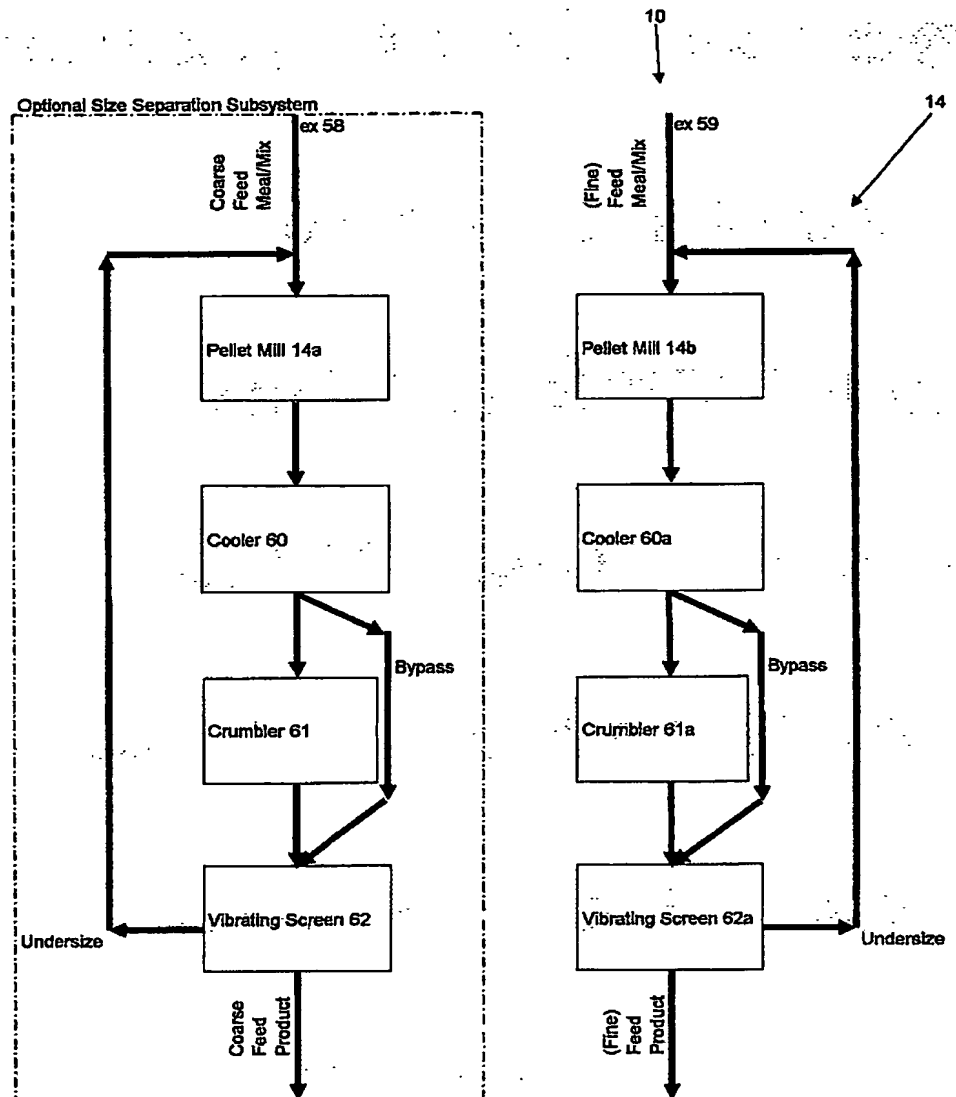 10
14
Optional Size Separation Subsystem
ex 58
Coarse
Feed
Meal/Mix
Pellet Mill 14a
Cooler 60
Bypass
Crumbler 61
Vibrating Screen 62
Undersize
Coarse
Feed
Product
ex 59
(Fine)
Feed
Meal/Mix
Pellet Mill 14b
Cooler 60a
Bypass
Crumbler 61a
Vibrating Screen 62a
Undersize
(Fine)
Feed
Product